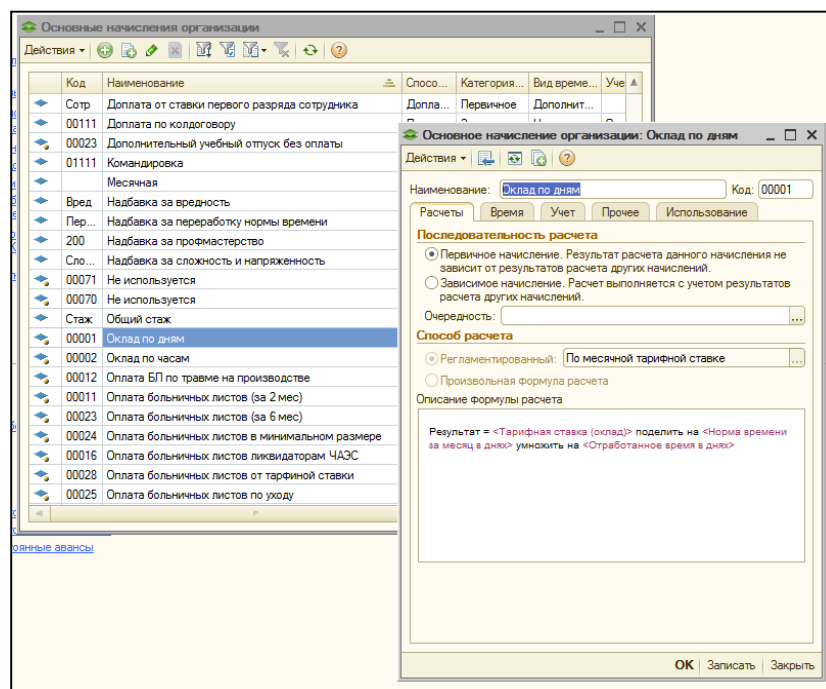 Основные начисления организации
Действия
Код Наименование Спосо... Категория... Вид време... Уче
Сотр Доплата от ставки первого разряда сотрудника Допла... Первичное Дополнит...
00111 Доплата по колдоговору
00023 Дополнительный учебный отпуск без оплаты
01111 Командировка
Месячная
Вред Надбавка за вредность
Пер... Надбавка за переработку нормы времени
200 Надбавка за профмастерство
Сло... Надбавка за сложность и напряженность
00071 Не используется
00070 Не используется
Стаж Общий стаж
00001 Оклад по дням
00002 Оклад по часам
00012 Оплата БП по травме на производстве
00011 Оплата больничных листов (за 2 мес)
00023 Оплата больничных листов (за 6 мес)
00024 Оплата больничных листов в минимальном размере
00016 Оплата больничных листов ликвидаторам ЧАЭС
00028 Оплата больничных листов от тарфиной ставки
00025 Оплата больничных листов по уходу
оянные авансы
Основное начисление организации: Оклад по дням
Действия
Наименование: Оклад по дням Код: 00001
Расчеты Время Учет Прочее Использование
Последовательность расчета
Первичное начисление. Результат расчета данного начисления не
зависит от результатов расчета других начислений.
Зависимое начисление. Расчет выполняется с учетом результатов
расчета других начислений.
Очередность: ...
Способ расчета
Регламентированный: По месячной тарифной ставке ...
Произвольная формула расчета
Описание формулы расчета
Результат = <Тарифная ставка (оклад)> поделить на <Норма времени
за месяц в днях> умножить на <Отработанное время в днях>
OK Записать Закрыть